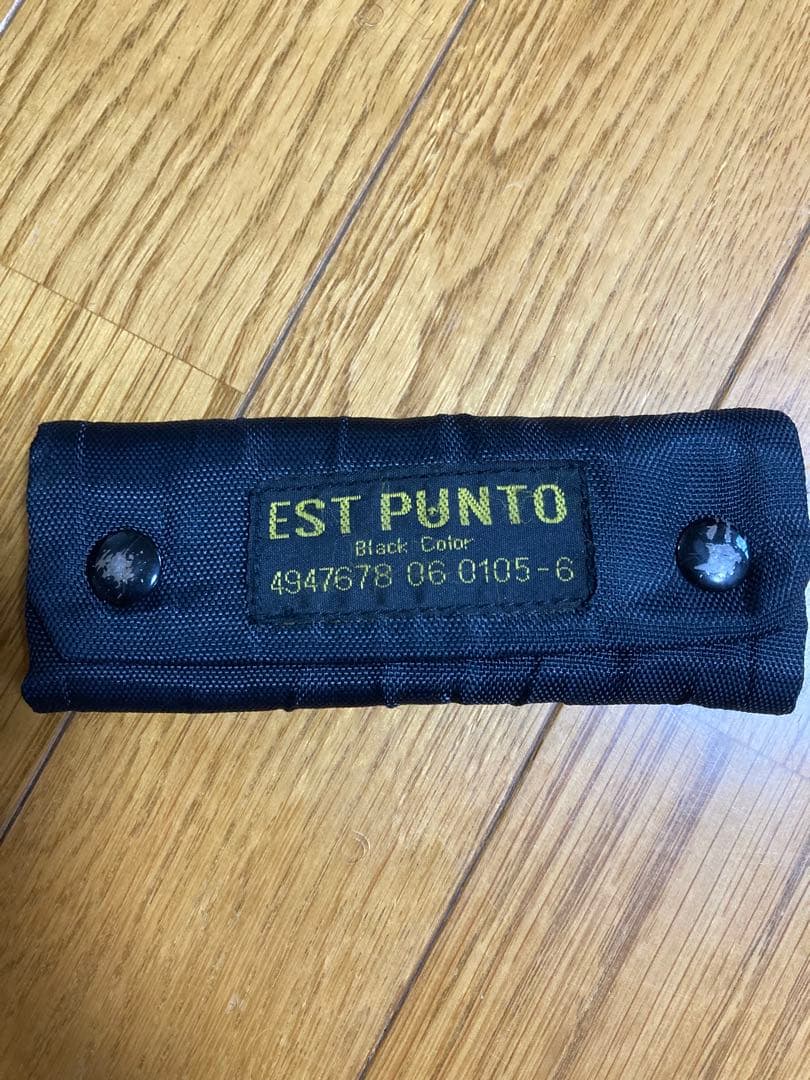 EST PUNTO
Black Color
4947678 06 0105-6